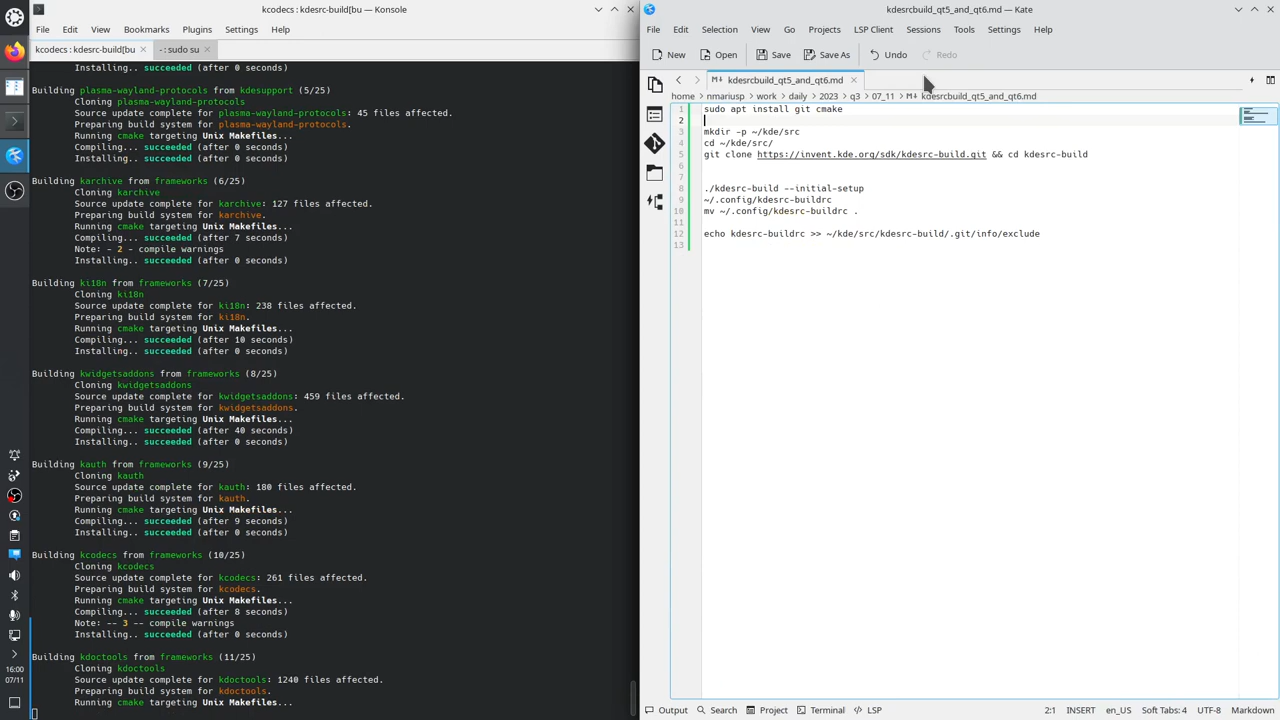 kcodecs : kdesrc-build[bu — Konsole
File Edit View Bookmarks Plugins Settings Help
kcodecs : kdesrc-build[bu
- : sudo su
Installing.. succeeded (after 0 seconds)
Building plasma-wayland-protocols from kdesupport (5/25)
Cloning plasma-wayland-protocols
Source update complete for plasma-wayland-protocols: 45 files affected.
Preparing build system for plasma-wayland-protocols.
Running cmake targeting Unix Makefiles...
Compiling... succeeded (after 0 seconds)
Installing.. succeeded (after 0 seconds)
Building karchive from frameworks (6/25)
Cloning karchive
Source update complete for karchive: 127 files affected.
Preparing build system for karchive.
Running cmake targeting Unix Makefiles...
Compiling... succeeded (after 7 seconds)
Note: - 2 - compile warnings
Installing.. succeeded (after 0 seconds)
Building ki18n from frameworks (7/25)
Cloning ki18n
Source update complete for ki18n: 238 files affected.
Preparing build system for ki18n.
Running cmake targeting Unix Makefiles...
Compiling... succeeded (after 10 seconds)
Installing.. succeeded (after 0 seconds)
Building kwidgetsaddons from frameworks (8/25)
Cloning kwidgetsaddons
Source update complete for kwidgetsaddons: 459 files affected.
Preparing build system for kwidgetsaddons.
Running cmake targeting Unix Makefiles...
Compiling... succeeded (after 40 seconds)
Installing.. succeeded (after 0 seconds)
Building kauth from frameworks (9/25)
Cloning kauth
Source update complete for kauth: 180 files affected.
Preparing build system for kauth.
Running cmake targeting Unix Makefiles...
Compiling... succeeded (after 9 seconds)
Installing.. succeeded (after 0 seconds)
Building kcodecs from frameworks (10/25)
Cloning kcodecs
Source update complete for kcodecs: 261 files affected.
Preparing build system for kcodecs.
Running cmake targeting Unix Makefiles...
Compiling... succeeded (after 8 seconds)
Note: -- 3 -- compile warnings
Installing.. succeeded (after 0 seconds)
Building kdoctools from frameworks (11/25)
Cloning kdoctools
Source update complete for kdoctools: 1240 files affected.
Preparing build system for kdoctools.
Running cmake targeting Unix Makefiles...
16:00
07/11
kdesrcbuild_qt5_and_qt6.md — Kate
File Edit Selection View Go Projects LSP Client Sessions Tools Settings Help
New Open Save Save As Undo Redo
kdesrcbuild_qt5_and_qt6.md
home > nmariusp > work > daily > 2023 > q3 > 07_11 > kdesrcbuild_qt5_and_qt6.md
1 sudo apt install git cmake
2
3 mkdir -p ~/kde/src
4 cd ~/kde/src/
5 git clone https://invent.kde.org/sdk/kdesrc-build.git && cd kdesrc-build
6
7
8 ./kdesrc-build --initial-setup
9 ~/.config/kdesrc-buildrc
10 mv ~/.config/kdesrc-buildrc .
11
12 echo kdesrc-buildrc >> ~/kde/src/kdesrc-build/.git/info/exclude
13
Output Search Project Terminal LSP 2:1 INSERT en_US Soft Tabs: 4 UTF-8 Markdown